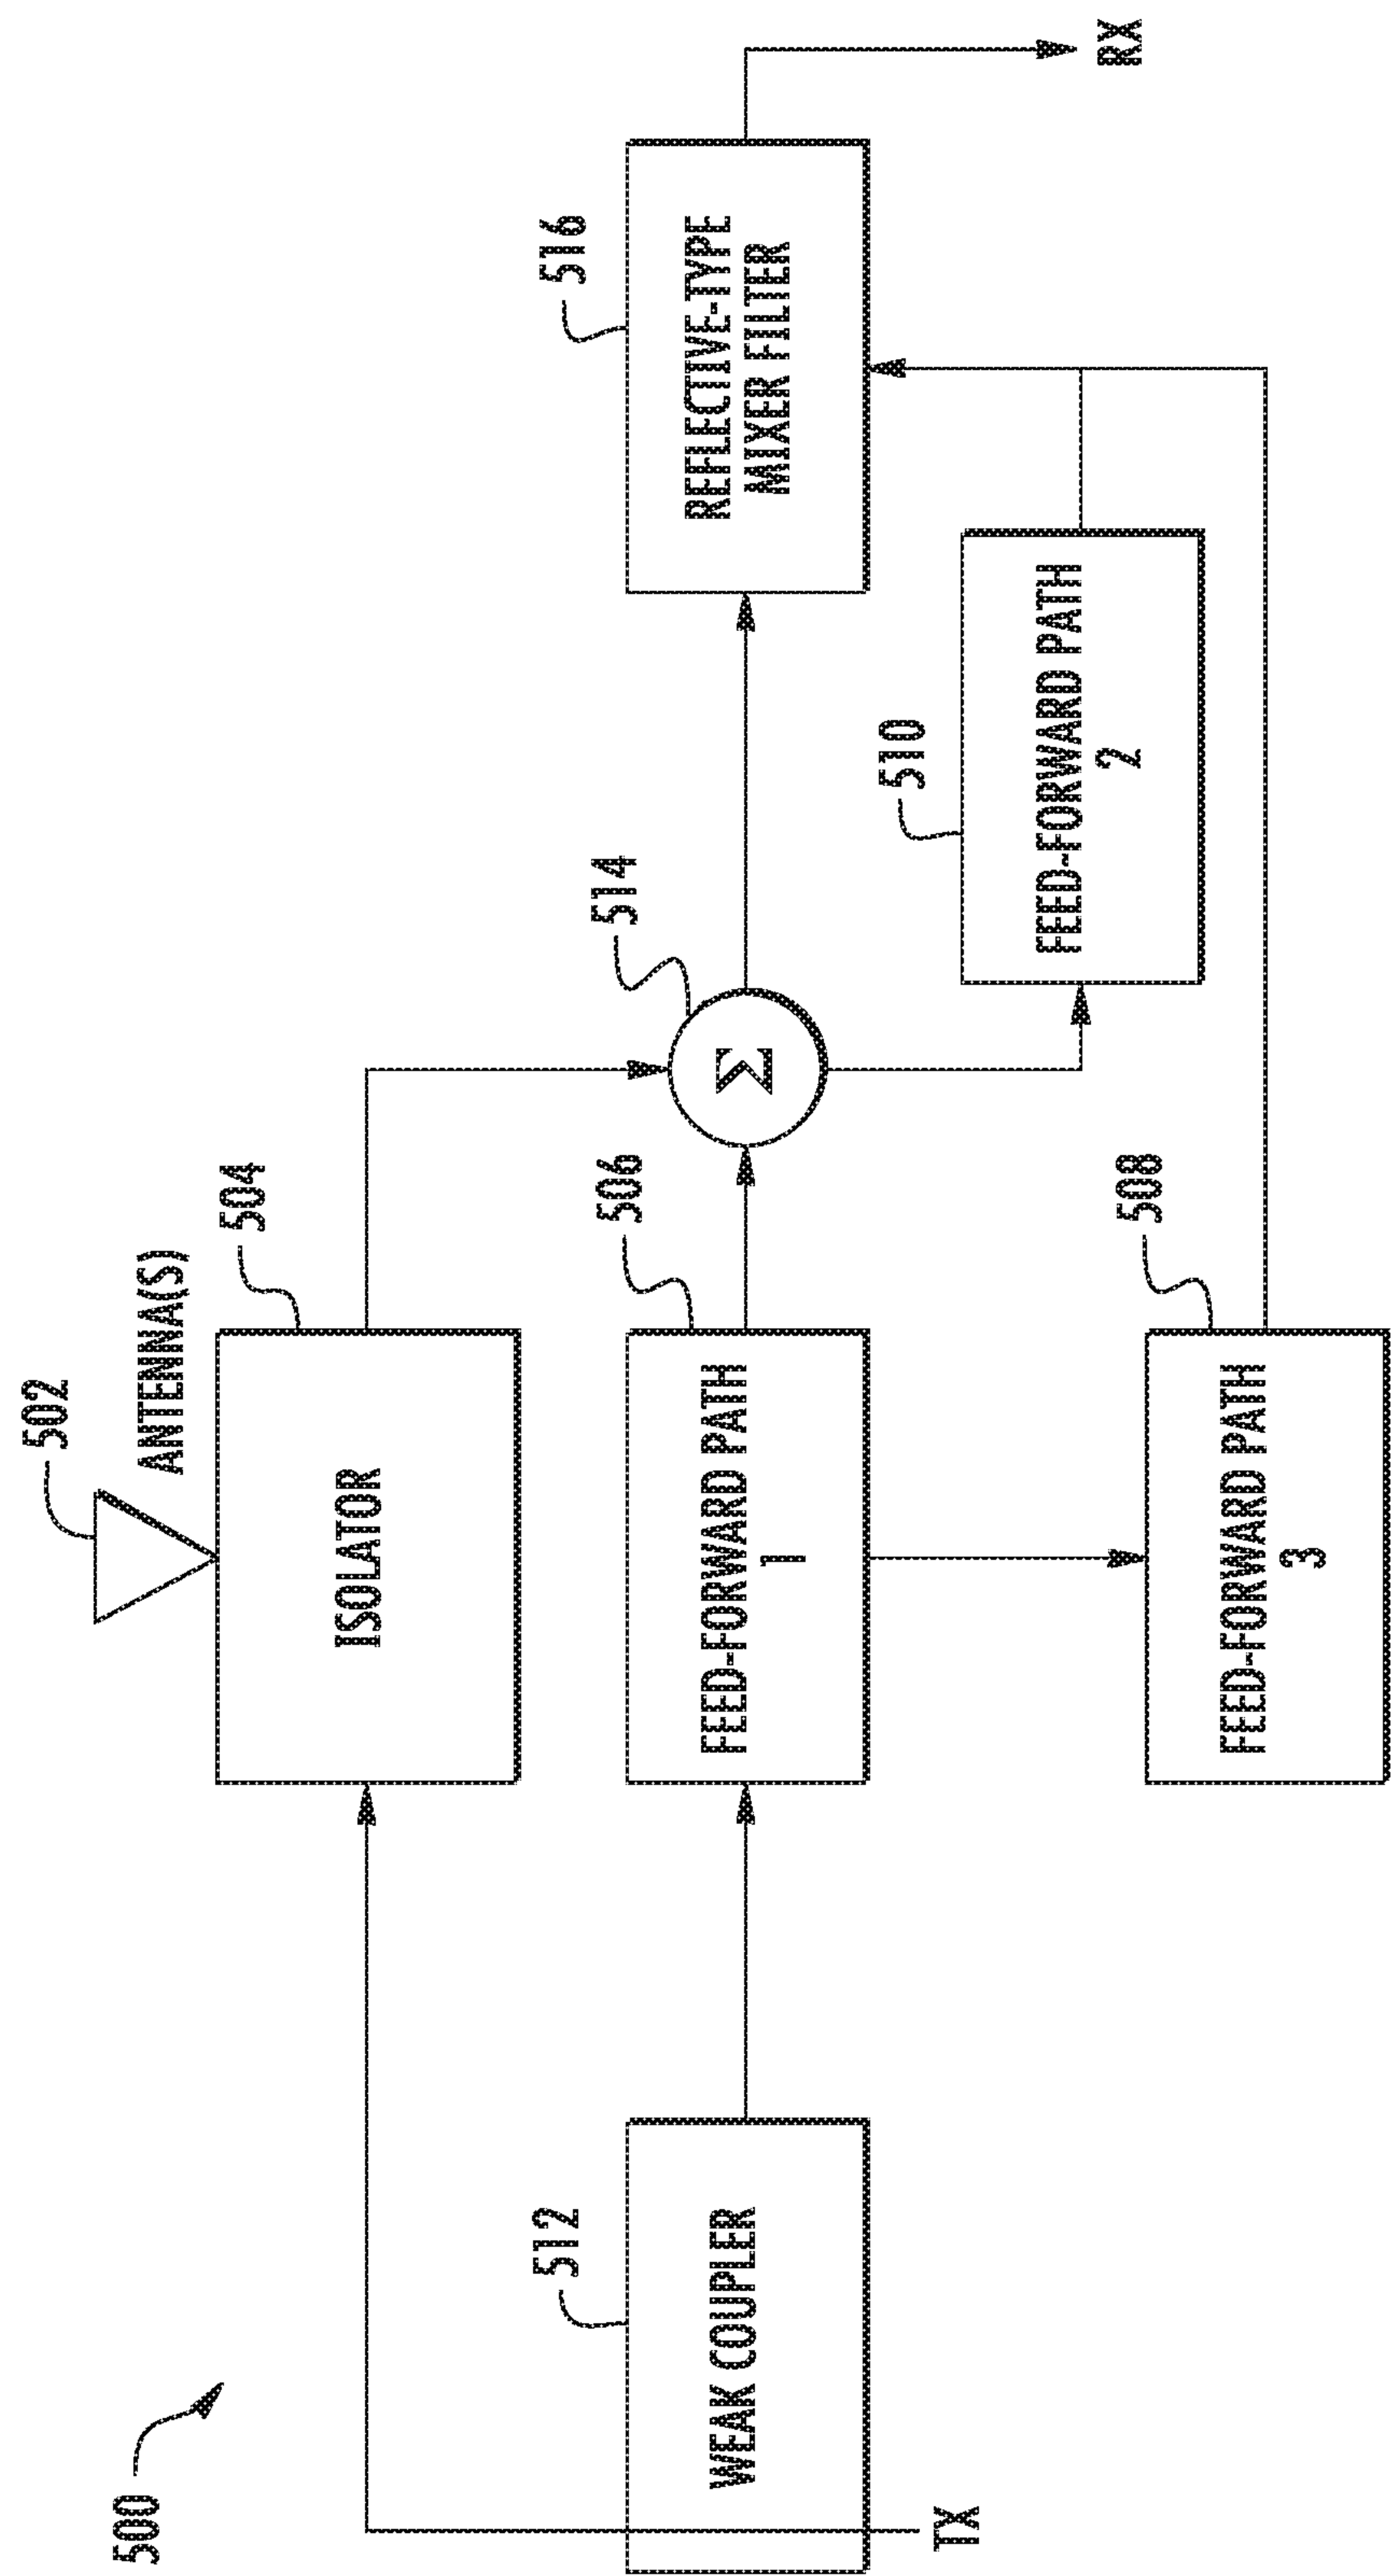 500
502
ANTENNA(S)
504
ISOLATOR
512
WEAK COUPLER
TX
506
FEED-FORWARD PATH
1
508
FEED-FORWARD PATH
3
514
Σ
510
FEED-FORWARD PATH
2
516
REFLECTIVE-TYPE
MIXER FILTER
RX